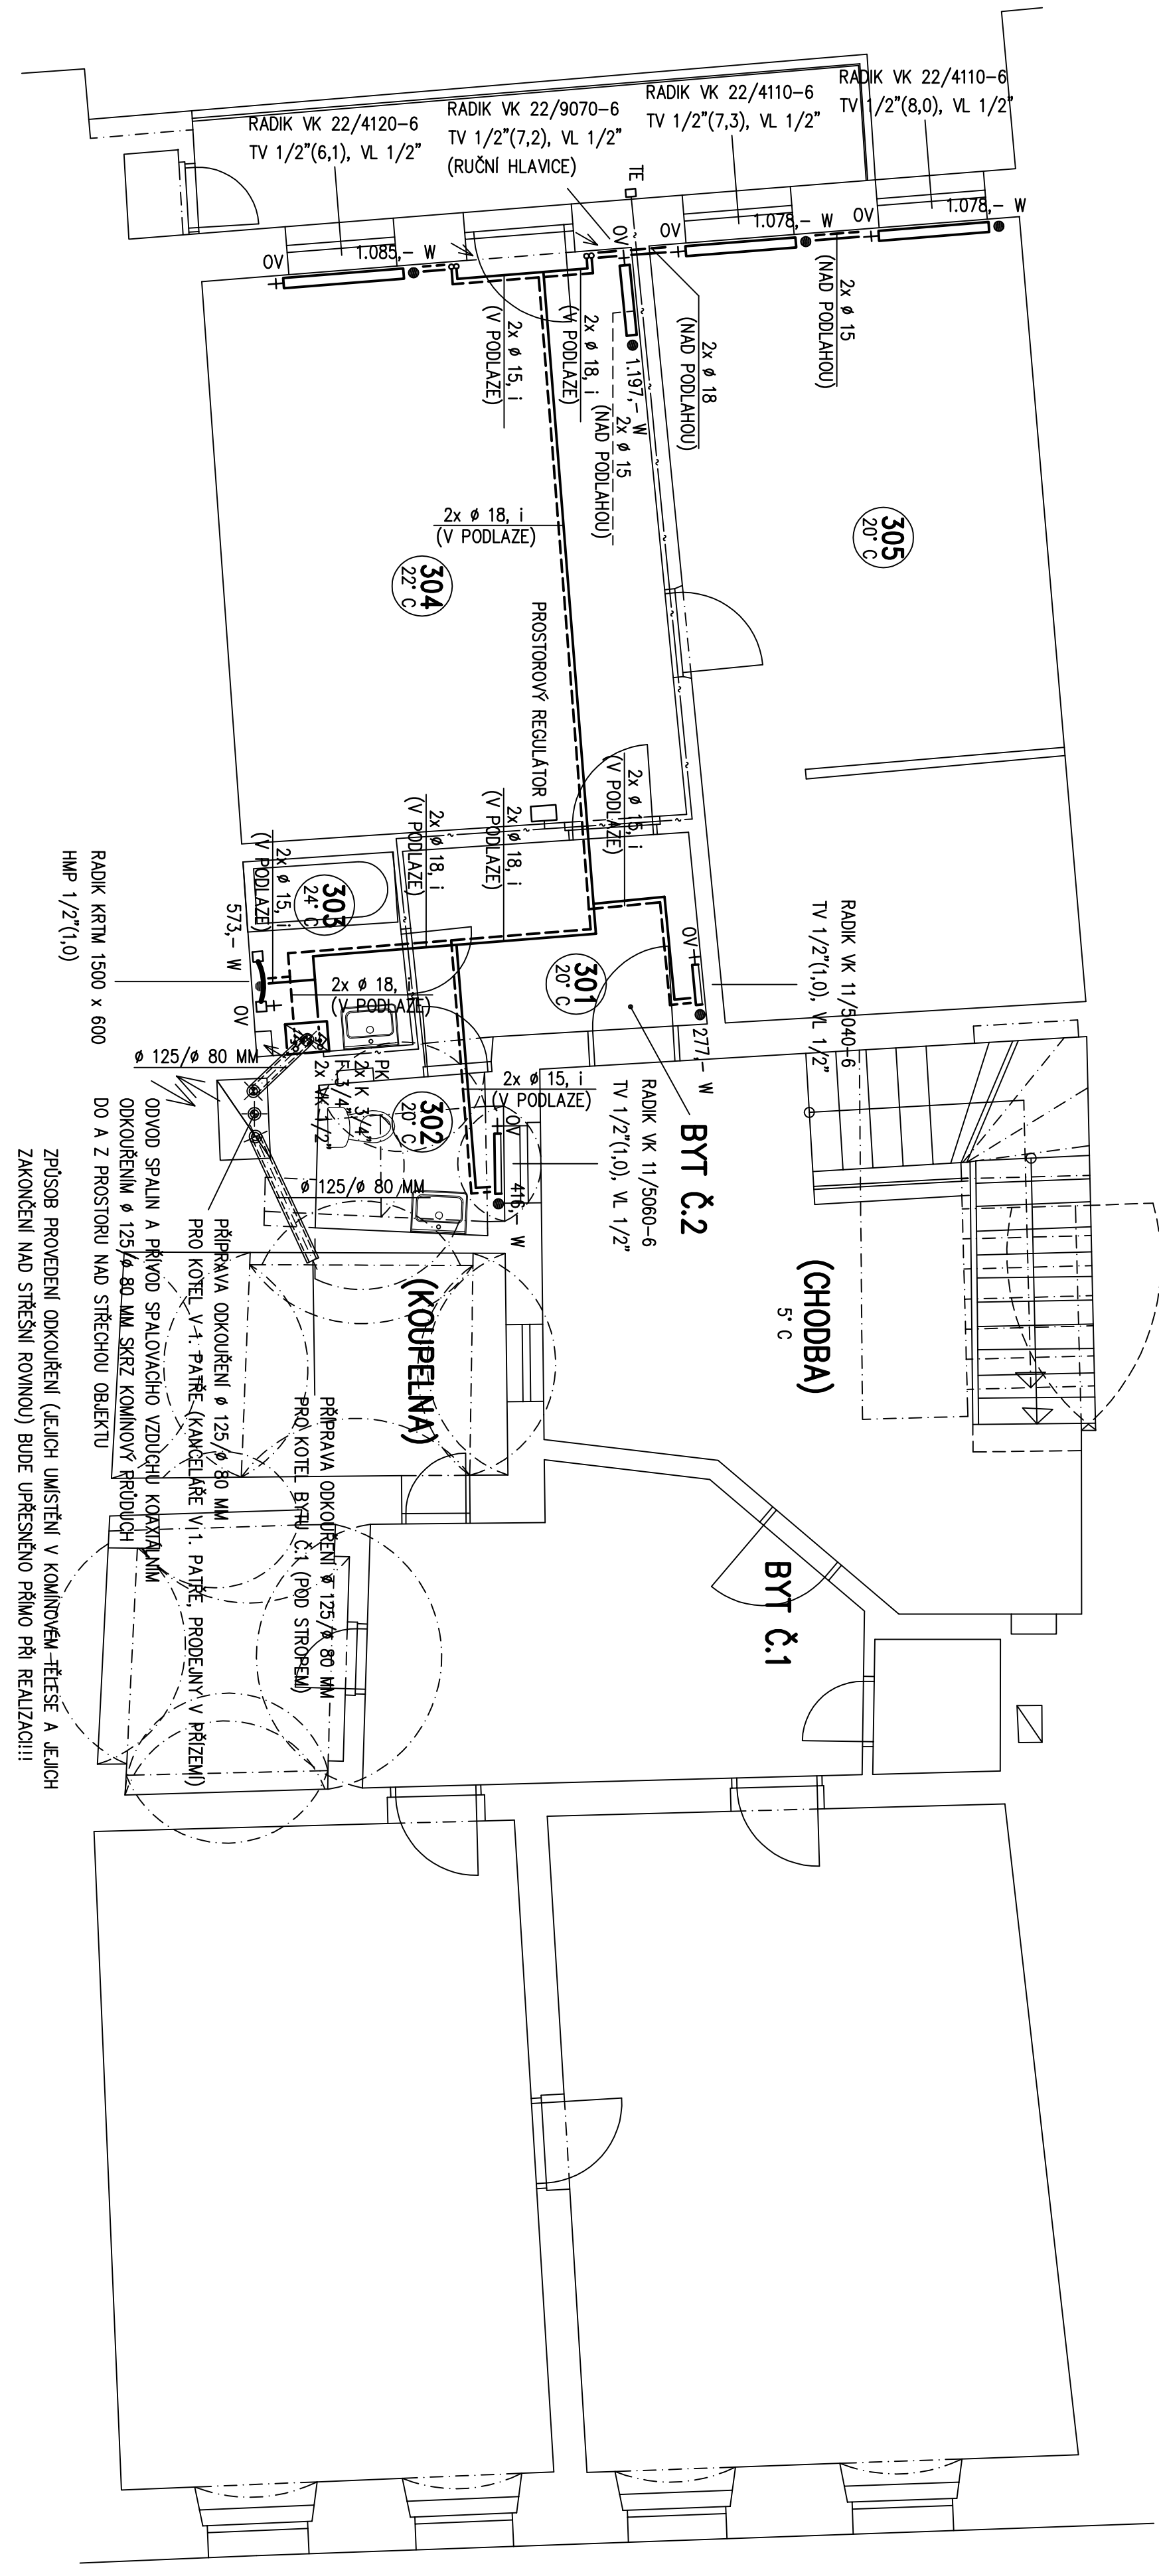 RADIK VK 22/4120-6
TV 1/2"(6,1), VL 1/2"
RADIK VK 22/9070-6
TV 1/2"(7,2), VL 1/2"
(RUČNÍ HLAVICE)
RADIK VK 22/4110-6
TV 1/2"(7,3), VL 1/2"
RADIK VK 22/4110-6
TV 1/2"(8,0), VL 1/2"
TE
OV
1.085,- W
OV
OV
1.078,- W
OV
1.078,- W
2x ø 15, i
(V PODLAZE)
2x ø 18, i
(V PODLAZE)
1.197,- W
2x ø 15
(NAD PODLAHOU)
2x ø 18
(NAD PODLAHOU)
2x ø 15
(NAD PODLAHOU)
2x ø 18, i
(V PODLAZE)
304
22° C
305
20° C
PROSTOROVÝ REGULÁTOR
2x ø 15, i
(V PODLAZE)
2x ø 18, i
(V PODLAZE)
2x ø 18, i
(V PODLAZE)
2x ø 15, i
(V PODLAZE)
303
24° C
573,- W
OV
RADIK KRTM 1500 x 600
HMP 1/2"(1,0)
2x ø 18, i
(V PODLAZE)
301
20° C
OV
277,- W
RADIK VK 11/5040-6
TV 1/2"(1,0), VL 1/2"
ø 125/ø 80 MM
PK
2x K 3/4"
F 3/4"
2x VK 1/2"
302
20° C
2x ø 15, i
(V PODLAZE)
OV
416,- W
RADIK VK 11/5060-6
TV 1/2"(1,0), VL 1/2"
BYT Č.2
ø 125/ø 80 MM
(CHODBA)
5° C
(KOUPELNA)
BYT Č.1
PŘÍPRAVA ODKOUŘENÍ ø 125/ø 80 MM
PRO KOTEL BYTU Č.1 (POD STROPEM)
PŘÍPRAVA ODKOUŘENÍ ø 125/ø 80 MM
PRO KOTEL V 1. PATŘE (KANCELÁŘE V 1. PATŘE, PRODEJNY V PŘÍZEMÍ)
ODVOD SPALIN A PŘÍVOD SPALOVACÍHO VZDUCHU KOAXIÁLNÍM
ODKOUŘENÍM ø 125/ø 80 MM SKRZ KOMÍNOVÝ PRŮDUCH
DO A Z PROSTORU NAD STŘECHOU OBJEKTU
ZPŮSOB PROVEDENÍ ODKOUŘENÍ (JEJICH UMÍSTĚNÍ V KOMÍNOVÉM TĚLESE A JEJICH
ZAKONČENÍ NAD STŘEŠNÍ ROVINOU) BUDE UPŘESNĚNO PŘÍMO PŘI REALIZACI!!!